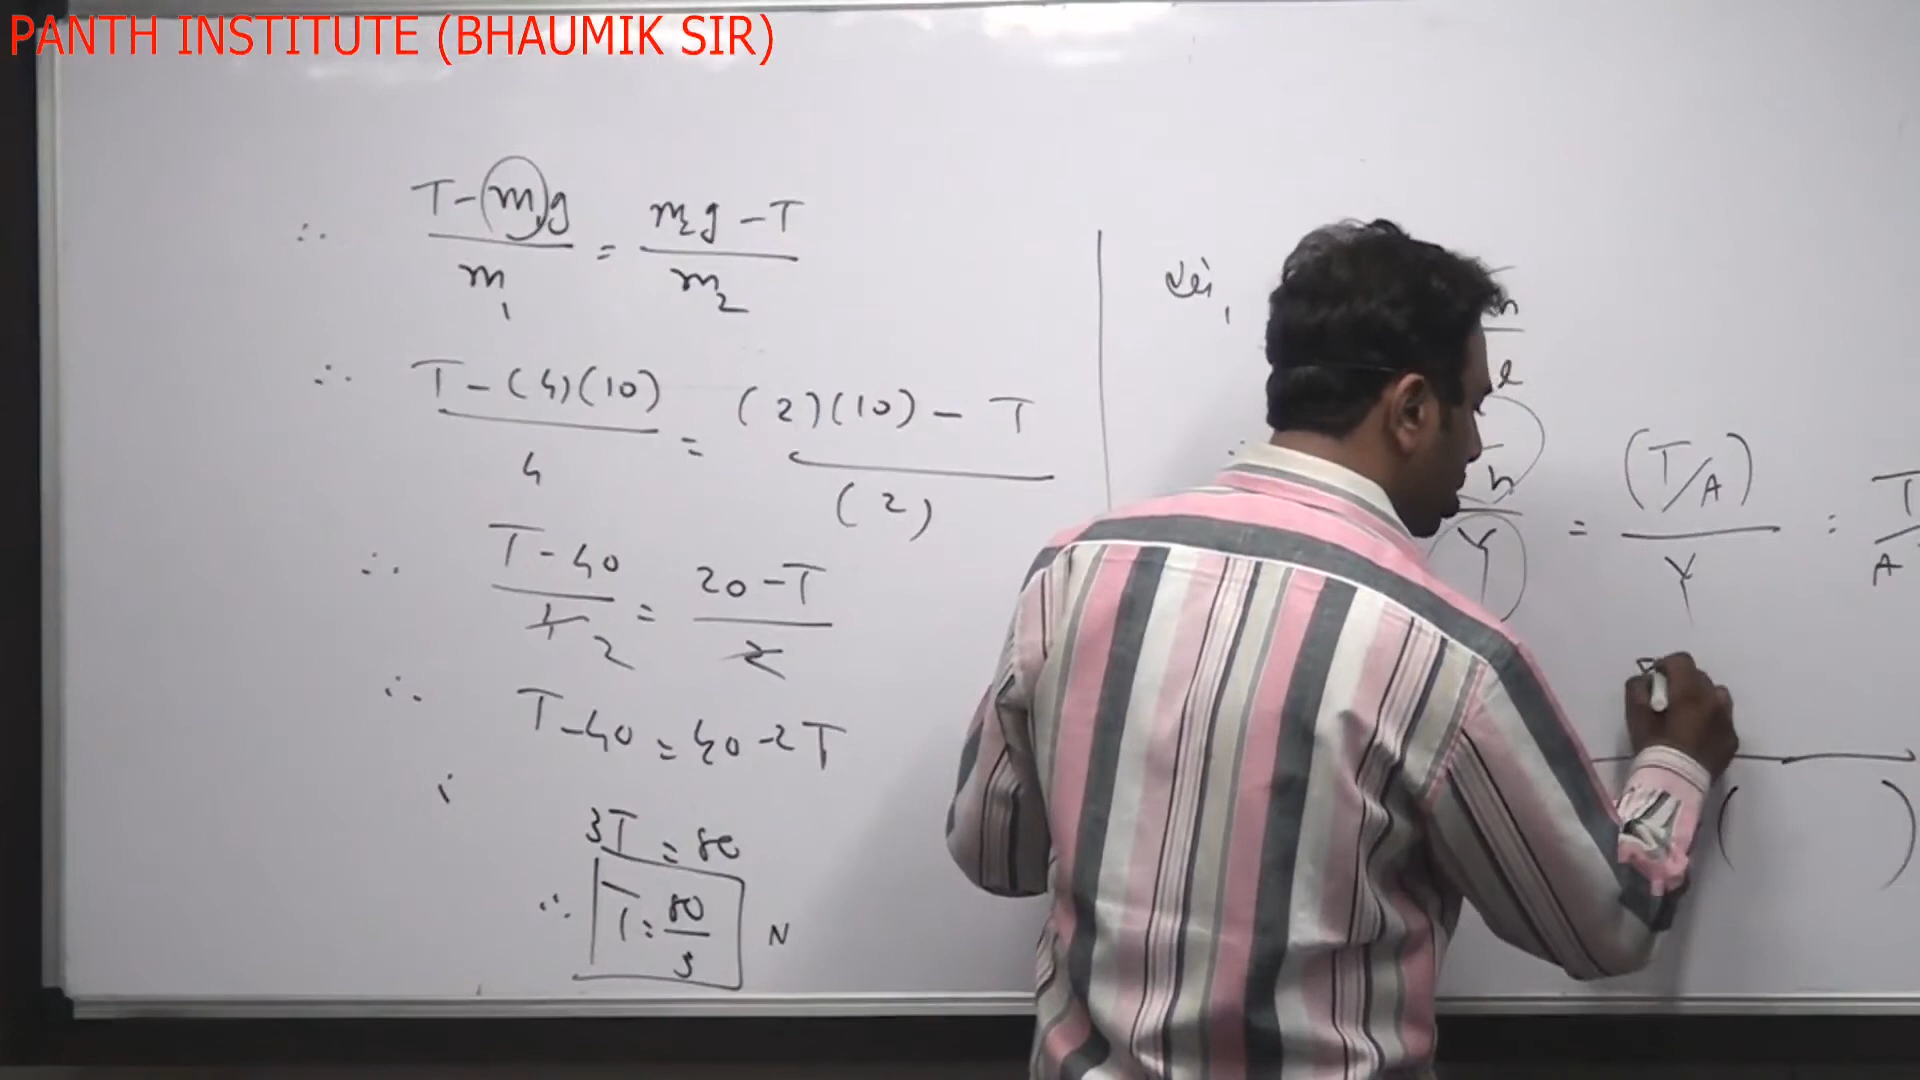 PANTH INSTITUTE (BHAUMIK SIR)
∴ (T - m₁g)/m₁ = (m₂g - T)/m₂
∴ (T - (4)(10))/4 = ((2)(10) - T)/(2)
∴ (T - 40)/4 2 = (20 - T)/2
∴ T - 40 = 40 - 2T
3T = 80
∴ T = 80/3 N
= (T/A)/Y = T/A
( )